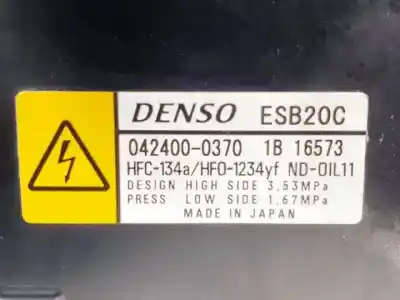 DENSO ESB20C
042400-0370 1B 16573
HFC-134a/HFO-1234yf ND-OIL11
DESIGN HIGH SIDE 3.53MPa
PRESS LOW SIDE 1.67MPa
MADE IN JAPAN